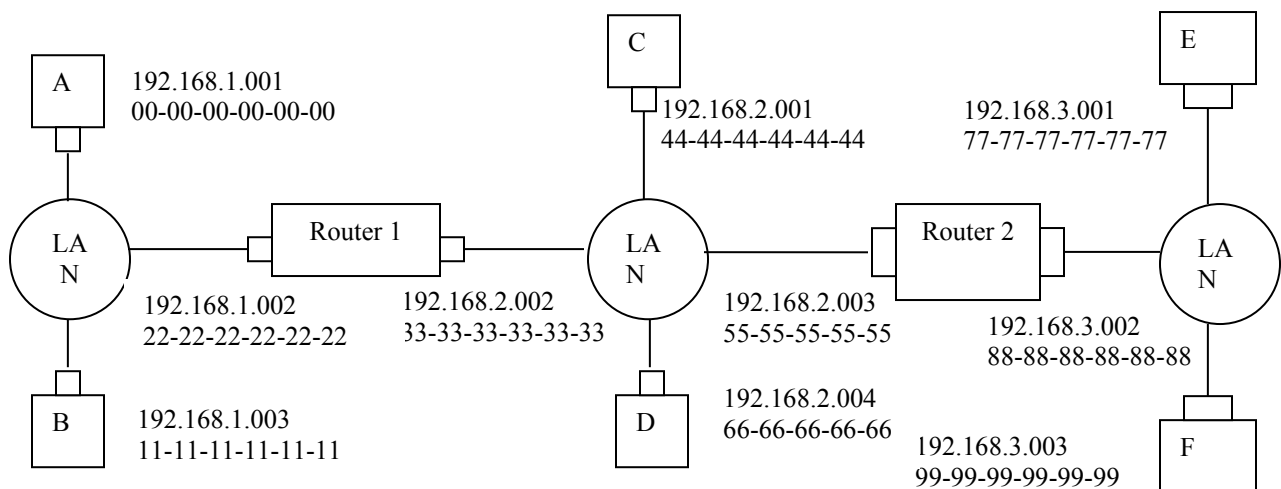 A
192.168.1.001
00-00-00-00-00-00
C
192.168.2.001
44-44-44-44-44-44
E
192.168.3.001
77-77-77-77-77-77
LA
N
Router 1
LA
N
Router 2
LA
N
192.168.1.002
22-22-22-22-22-22
192.168.2.002
33-33-33-33-33-33
192.168.2.003
55-55-55-55-55
192.168.3.002
88-88-88-88-88-88
B
192.168.1.003
11-11-11-11-11-11
D
192.168.2.004
66-66-66-66-66
192.168.3.003
99-99-99-99-99-99
F